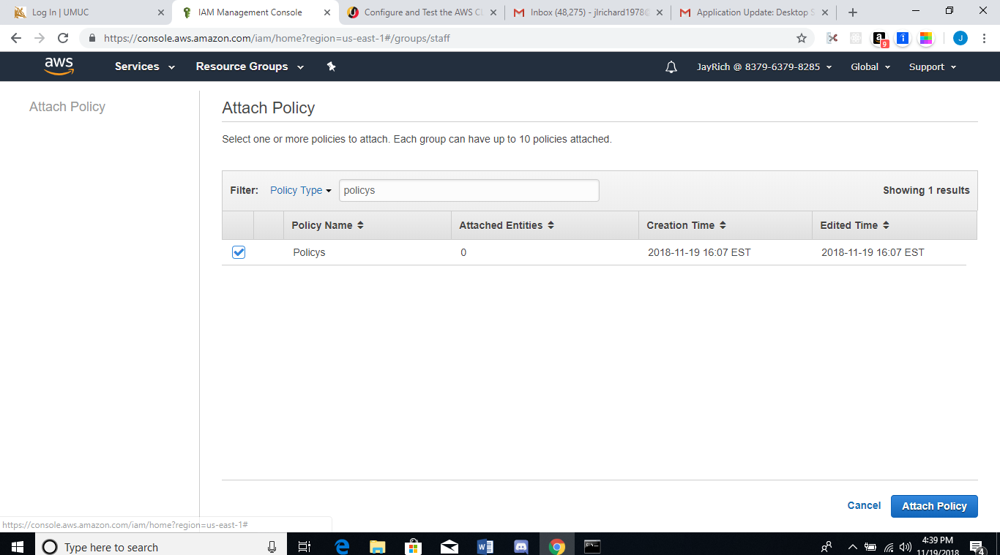 Log In | UMUC
IAM Management Console
Configure and Test the AWS CL
Inbox (48,275) - jlrichard1978@
Application Update: Desktop S
https://console.aws.amazon.com/iam/home?region=us-east-1#/groups/staff
9
J
aws
Services
Resource Groups
JayRich @ 8379-6379-8285
Global
Support
Attach Policy
Attach Policy
Select one or more policies to attach. Each group can have up to 10 policies attached.
Filter: Policy Type policys Showing 1 results
Policy Name Attached Entities Creation Time Edited Time
Policys 0 2018-11-19 16:07 EST 2018-11-19 16:07 EST
Cancel Attach Policy
https://console.aws.amazon.com/iam/home?region=us-east-1#
Type here to search
4:39 PM
11/19/2018
4